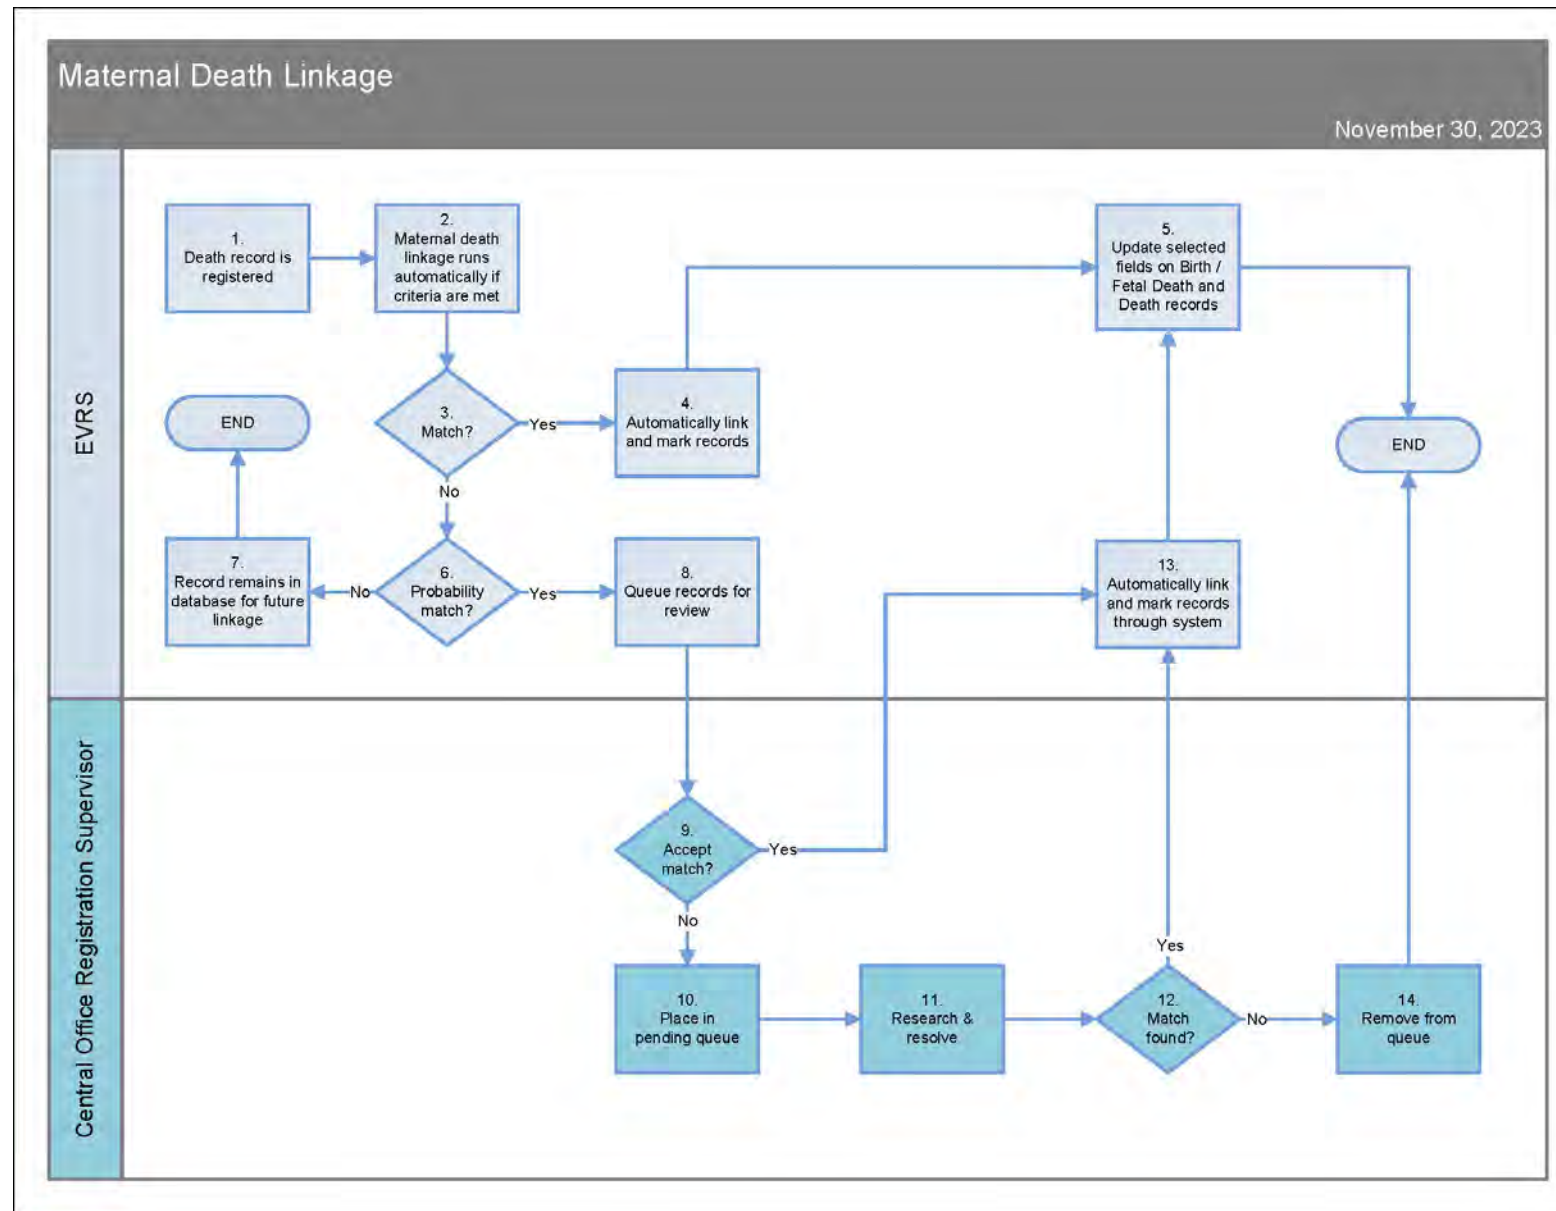 Maternal Death Linkage
November 30, 2023
EVRS
1.
Death record is
registered
2.
Maternal death
linkage runs
automatically if
criteria are met
3.
Match?
Yes
No
4.
Automatically link
and mark records
5.
Update selected
fields on Birth /
Fetal Death and
Death records
END
END
6.
Probability
match?
No
Yes
7.
Record remains in
database for future
linkage
8.
Queue records for
review
13.
Automatically link
and mark records
through system
Central Office Registration Supervisor
9.
Accept
match?
Yes
No
10.
Place in
pending queue
11.
Research &
resolve
12.
Match
found?
Yes
No
14.
Remove from
queue